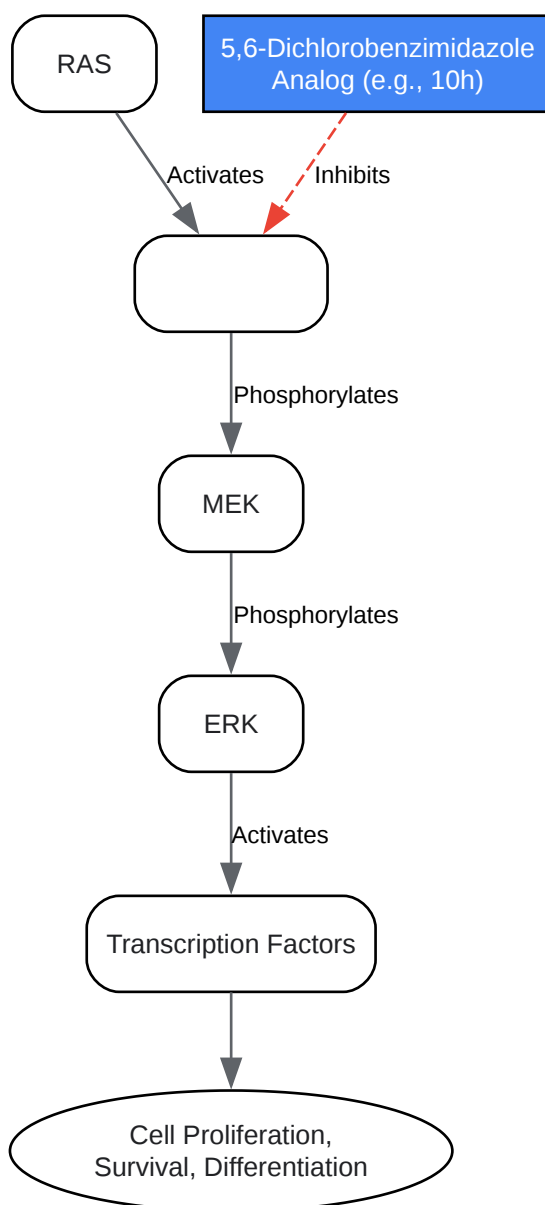 RAS
5,6-Dichlorobenzimidazole
Analog (e.g., 10h)
Activates
Inhibits
Phosphorylates
MEK
Phosphorylates
ERK
Activates
Transcription Factors
Cell Proliferation,
Survival, Differentiation